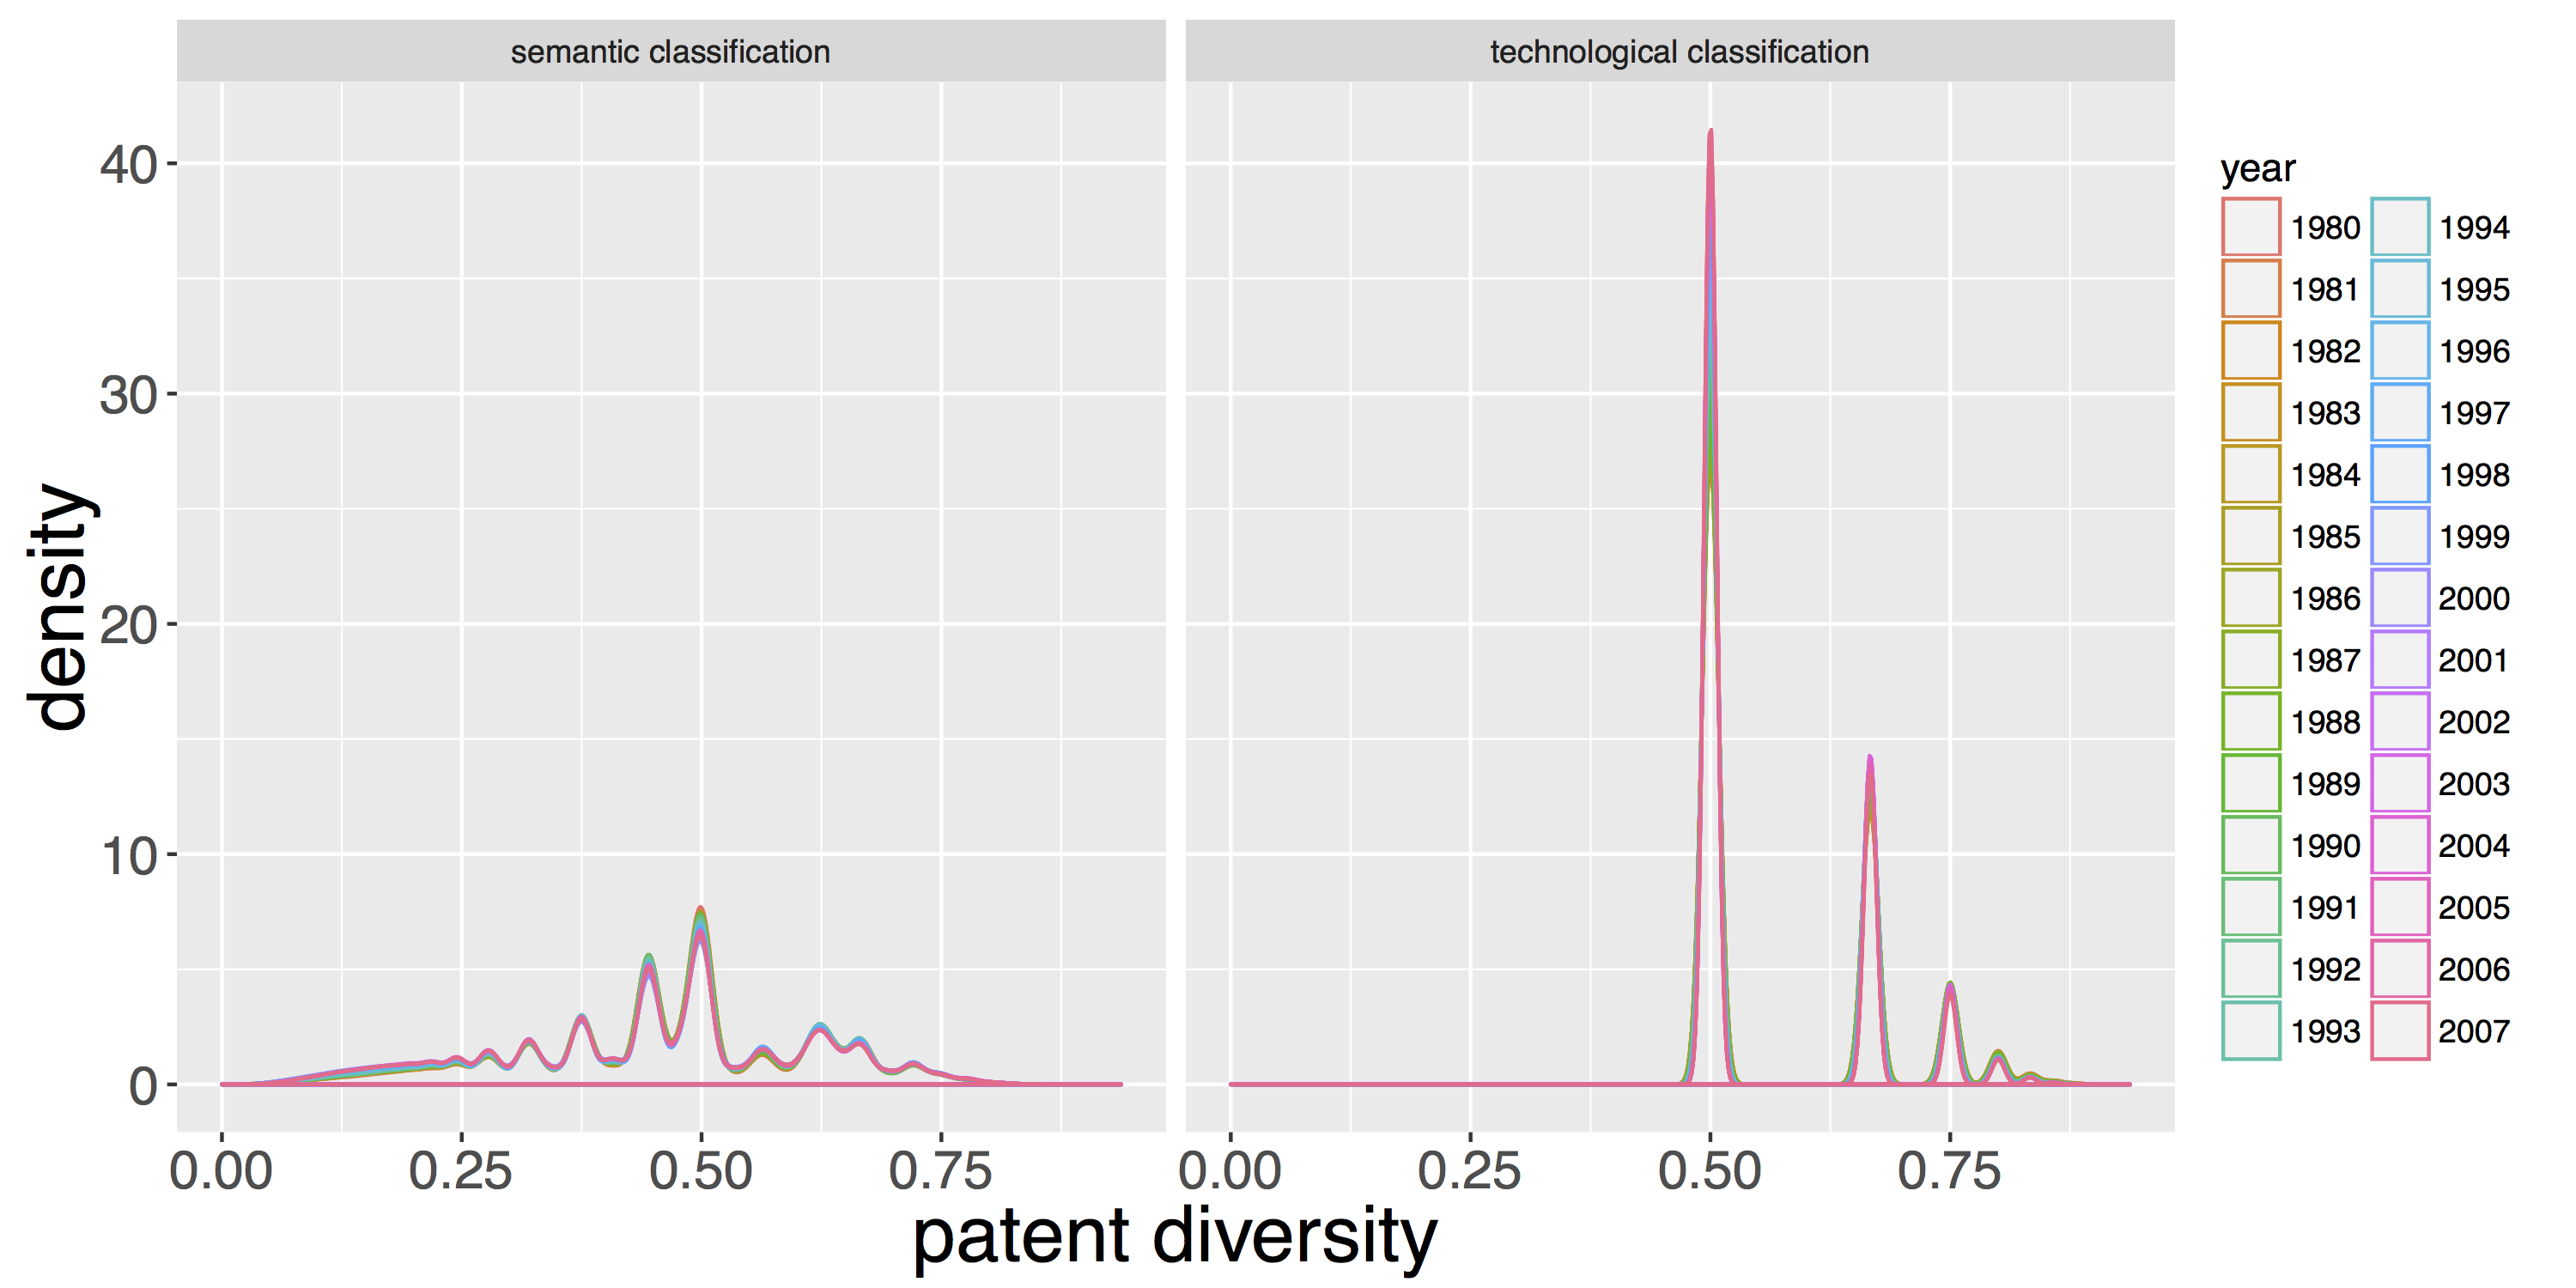 semantic classification
technological classification
40
30
20
10
0
density
0.00 0.25 0.50 0.75
0.00 0.25 0.50 0.75
patent diversity
year
1980 1994
1981 1995
1982 1996
1983 1997
1984 1998
1985 1999
1986 2000
1987 2001
1988 2002
1989 2003
1990 2004
1991 2005
1992 2006
1993 2007